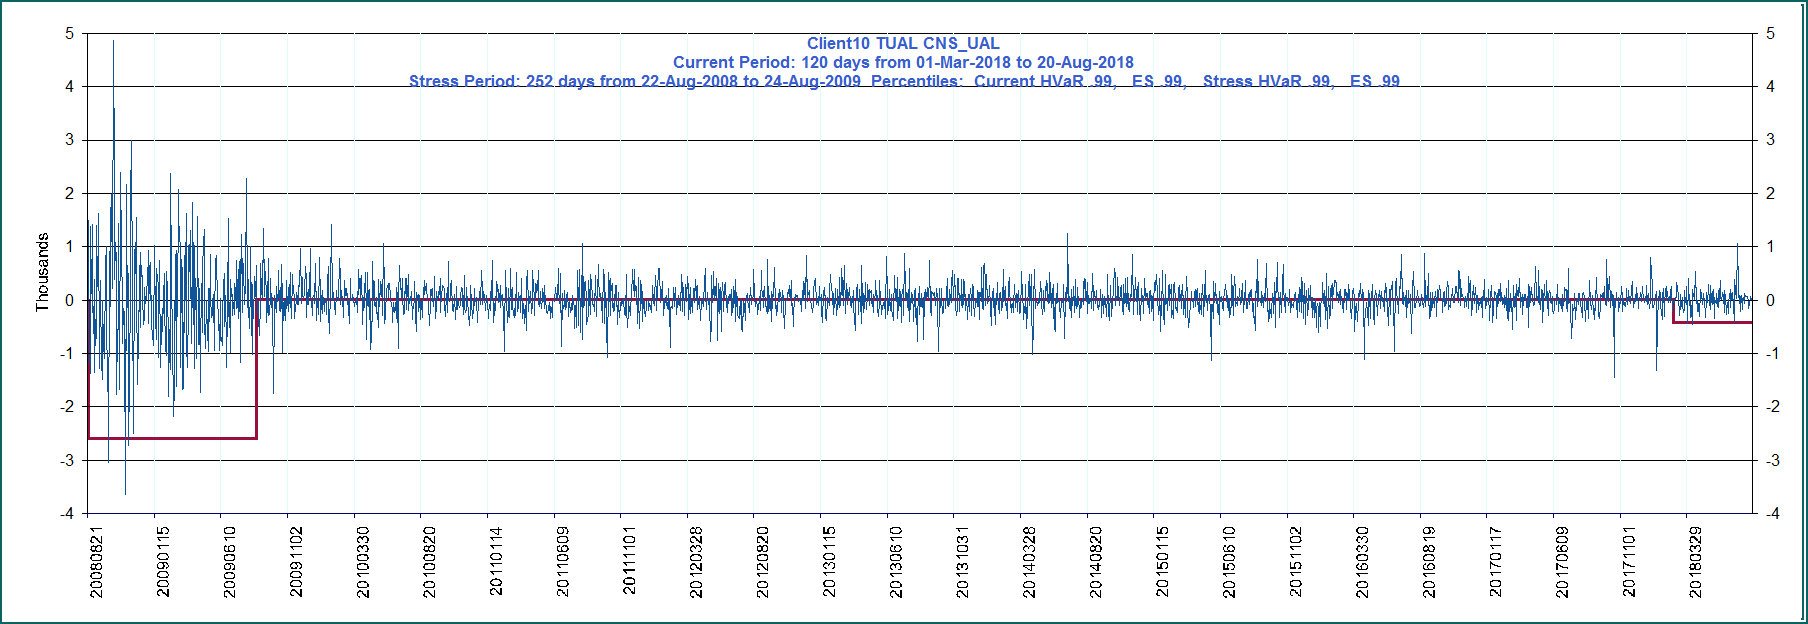 Client10 TUAL CNS_UAL
Current Period: 120 days from 01-Mar-2018 to 20-Aug-2018
Stress Period: 252 days from 22-Aug-2008 to 24-Aug-2009  Percentiles:  Current HVaR .99,   ES .99,   Stress HVaR .99,   ES .99
5 5
4 4
3 3
2 2
1 1
0 0
-1 -1
-2 -2
-3 -3
-4 -4
Thousands
20080821 20090115 20090610 20091102 20100330 20100820 20110114 20110609 20111101 20120328 20120820 20130115 20130610 20131031 20140328 20140820 20150115 20150610 20151102 20160330 20160819 20170117 20170609 20171101 20180329